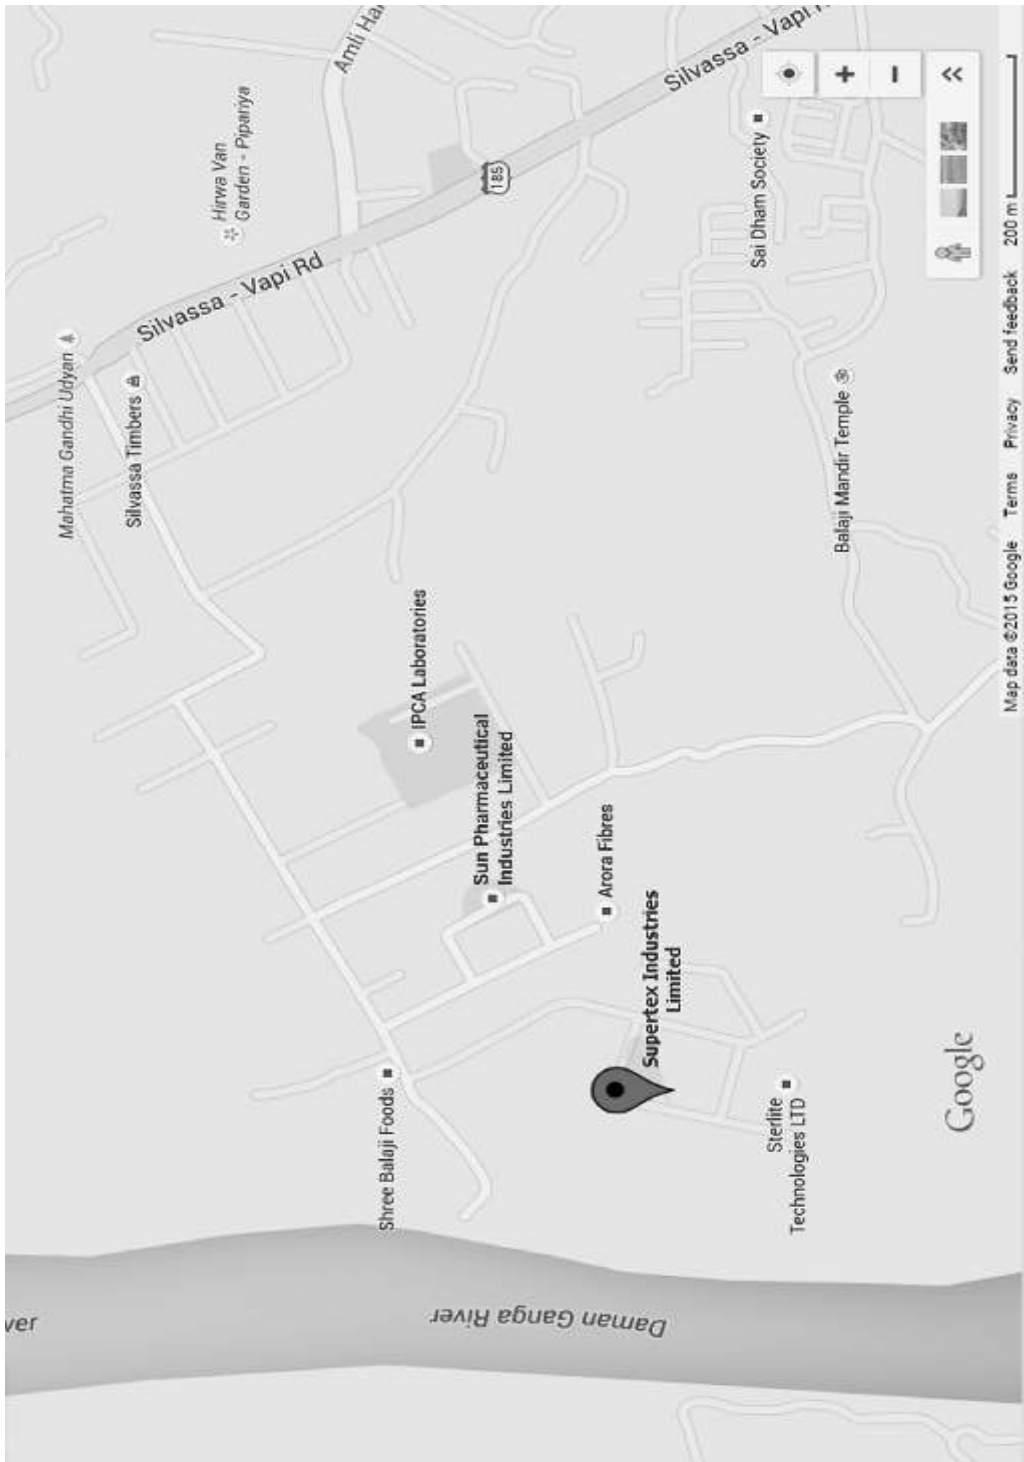 ver
Mahatma Gandhi Udyan
Silvassa Timbers
Silvassa - Vapi Rd
Hirwa Van
Garden - Pipariya
Amli Har
Shree Balaji Foods
IPCA Laboratories
Sun Pharmaceutical
Industries Limited
185
Daman Ganga River
Arora Fibres
Supertex Industries
Limited
Silvassa - Vapi R
Sai Dham Society
Sterlite
Technologies LTD
Balaji Mandir Temple
Google
Map data ©2015 Google Terms Privacy Send feedback 200 m